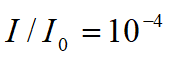 I / I₀ = 10⁻⁴